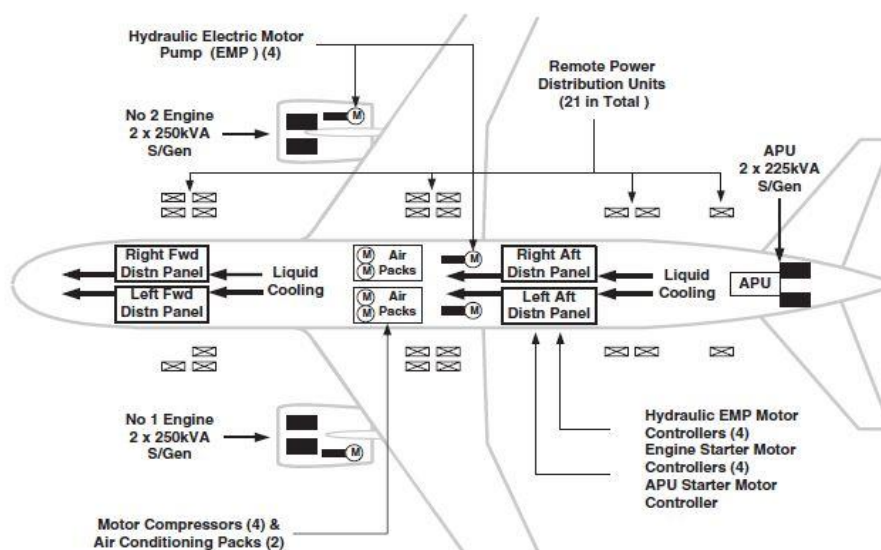 Hydraulic Electric Motor
Pump (EMP ) (4)
Remote Power
Distribution Units
(21 in Total )
No 2 Engine
2 x 250kVA
S/Gen
M
APU
2 x 225kVA
S/Gen
Right Fwd
Distn Panel
Left Fwd
Distn Panel
Liquid
Cooling
M
M
Air
Packs
M
M
Air
Packs
M
M
Right Aft
Distn Panel
Left Aft
Distn Panel
Liquid
Cooling
APU
No 1 Engine
2 x 250kVA
S/Gen
M
Hydraulic EMP Motor
Controllers (4)
Engine Starter Motor
Controllers (4)
APU Starter Motor
Controller
Motor Compressors (4) &
Air Conditioning Packs (2)